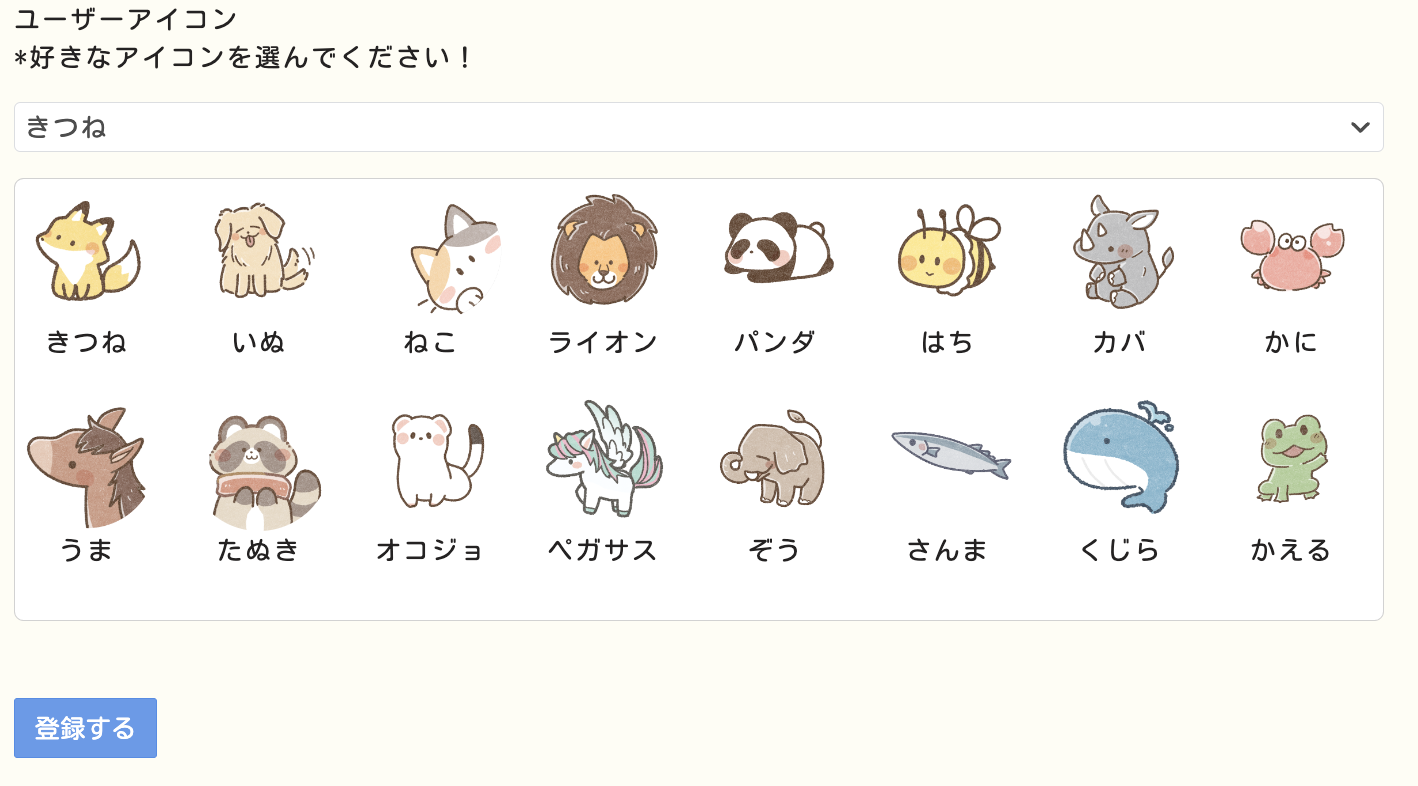 ユーザーアイコン
*好きなアイコンを選んでください！
きつね
きつね いぬ ねこ ライオン パンダ はち カバ かに
うま たぬき オコジョ ペガサス ぞう さんま くじら かえる
登録する